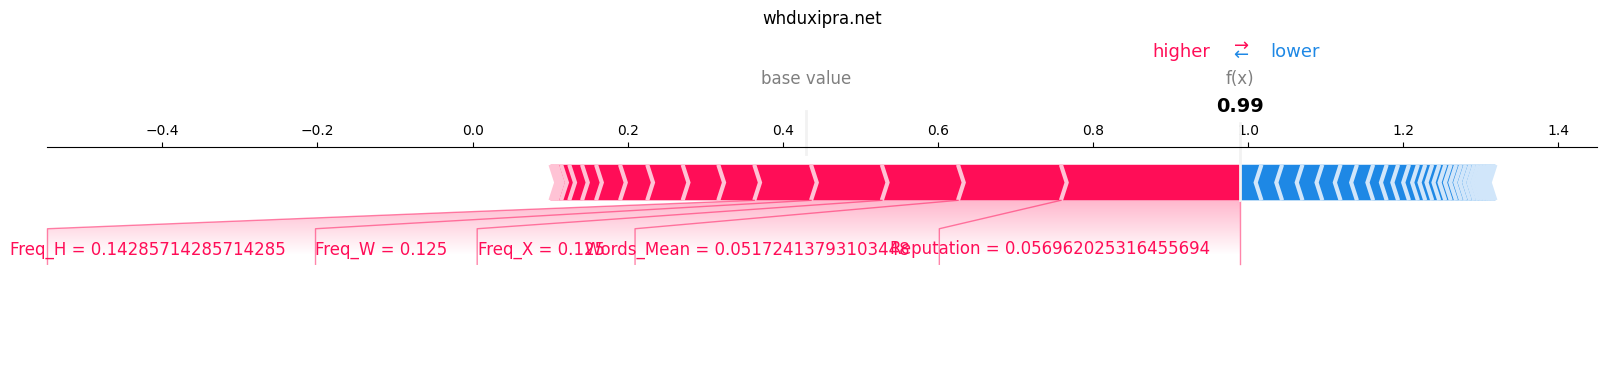 whduxipra.net
higher ⇄ lower
base value f(x)
0.99
−0.4 −0.2 0.0 0.2 0.4 0.6 0.8 1.0 1.2 1.4
Freq_H = 0.14285714285714285 Freq_W = 0.125 Freq_X = 0.125 Words_Mean = 0.05172413793103448 Reputation = 0.056962025316455694